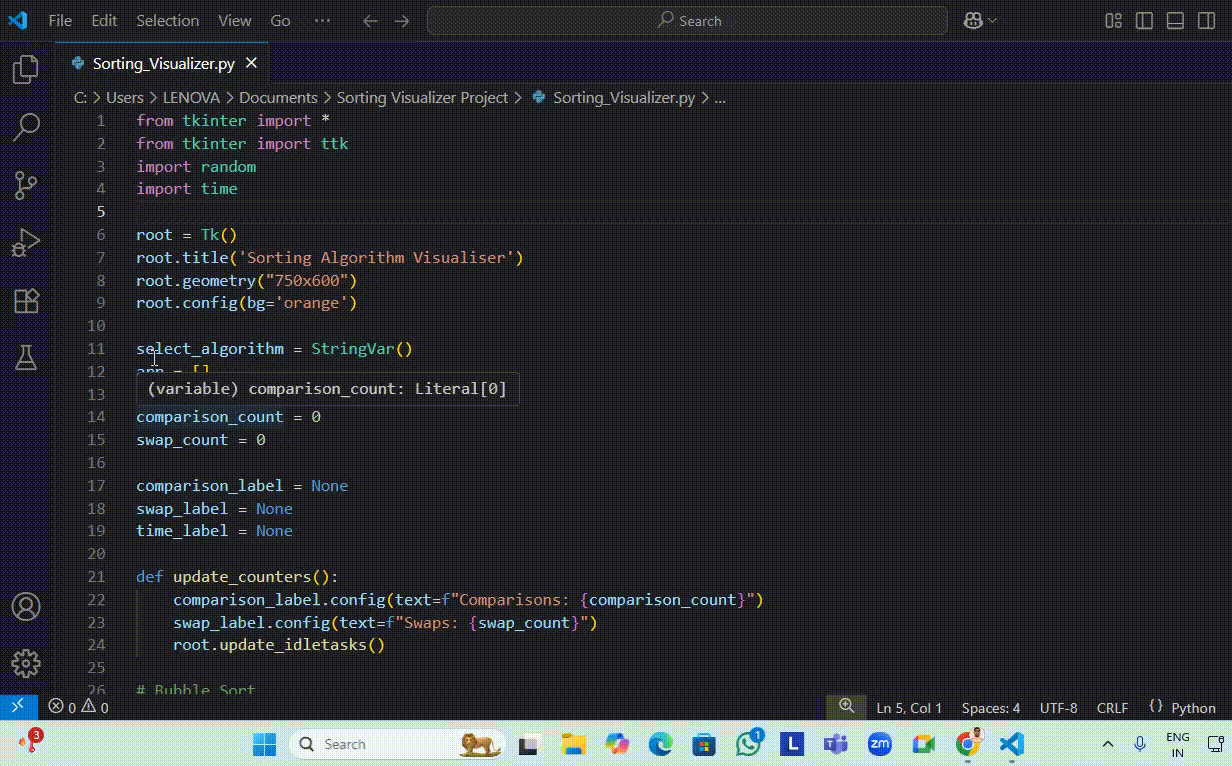 File Edit Selection View Go ··· Search
Sorting_Visualizer.py
C: > Users > LENOVA > Documents > Sorting Visualizer Project > Sorting_Visualizer.py > ...
1 from tkinter import *
2 from tkinter import ttk
3 import random
4 import time
5
6 root = Tk()
7 root.title('Sorting Algorithm Visualiser')
8 root.geometry("750x600")
9 root.config(bg='orange')
10
11 select_algorithm = StringVar()
12 = []
(variable) comparison_count: Literal[0]
13
14 comparison_count = 0
15 swap_count = 0
16
17 comparison_label = None
18 swap_label = None
19 time_label = None
20
21 def update_counters():
22 comparison_label.config(text=f"Comparisons: {comparison_count}")
23 swap_label.config(text=f"Swaps: {swap_count}")
24 root.update_idletasks()
25
26 # Bubble Sort
0 0 Ln 5, Col 1 Spaces: 4 UTF-8 CRLF {} Python
3 Search 1 L zm ENG
IN